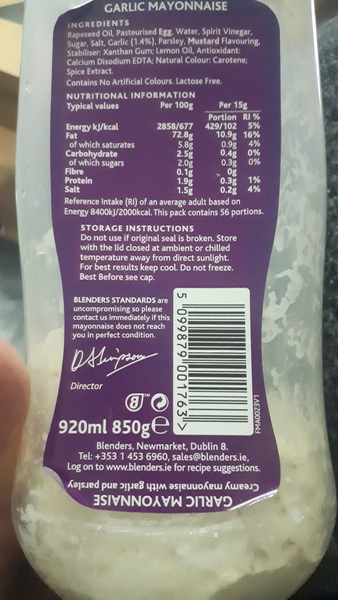 GARLIC MAYONNAISE
INGREDIENTS
Rapeseed Oil, Pasteurised Egg, Water, Spirit Vinegar,
Sugar, Salt, Garlic (1.4%), Parsley, Mustard Flavouring,
Stabiliser: Xanthan Gum; Lemon Oil, Antioxidant:
Calcium Disodium EDTA; Natural Colour: Carotene;
Spice Extract.
Contains No Artificial Colours. Lactose Free.
NUTRITIONAL INFORMATION
Typical values Per 100g Per 15g
Portion RI %
Energy kJ/kcal 2858/677 429/102 5%
Fat 72.8g 10.9g 16%
of which saturates 5.8g 0.9g 4%
Carbohydrate 2.5g 0.4g 0%
of which sugars 2.0g 0.3g 0%
Fibre 0.1g 0g
Protein 1.9g 0.3g 1%
Salt 1.5g 0.2g 4%
Reference Intake (RI) of an average adult based on
Energy 8400kJ/2000kcal. This pack contains 56 portions.
STORAGE INSTRUCTIONS
Do not use if original seal is broken. Store
with the lid closed at ambient or chilled
temperature away from direct sunlight.
For best results keep cool. Do not freeze.
Best Before see cap.
BLENDERS STANDARDS are
uncompromising so please
contact us immediately if this
mayonnaise does not reach
you in perfect condition.
D A Simpson
Director
5 099879 001763 >
FMA0023V1
B™
920ml 850g e
Blenders, Newmarket, Dublin 8.
Tel: +353 1 453 6960, sales@blenders.ie,
Log on to www.blenders.ie for recipe suggestions.
Creamy mayonnaise with garlic and parsley
GARLIC MAYONNAISE